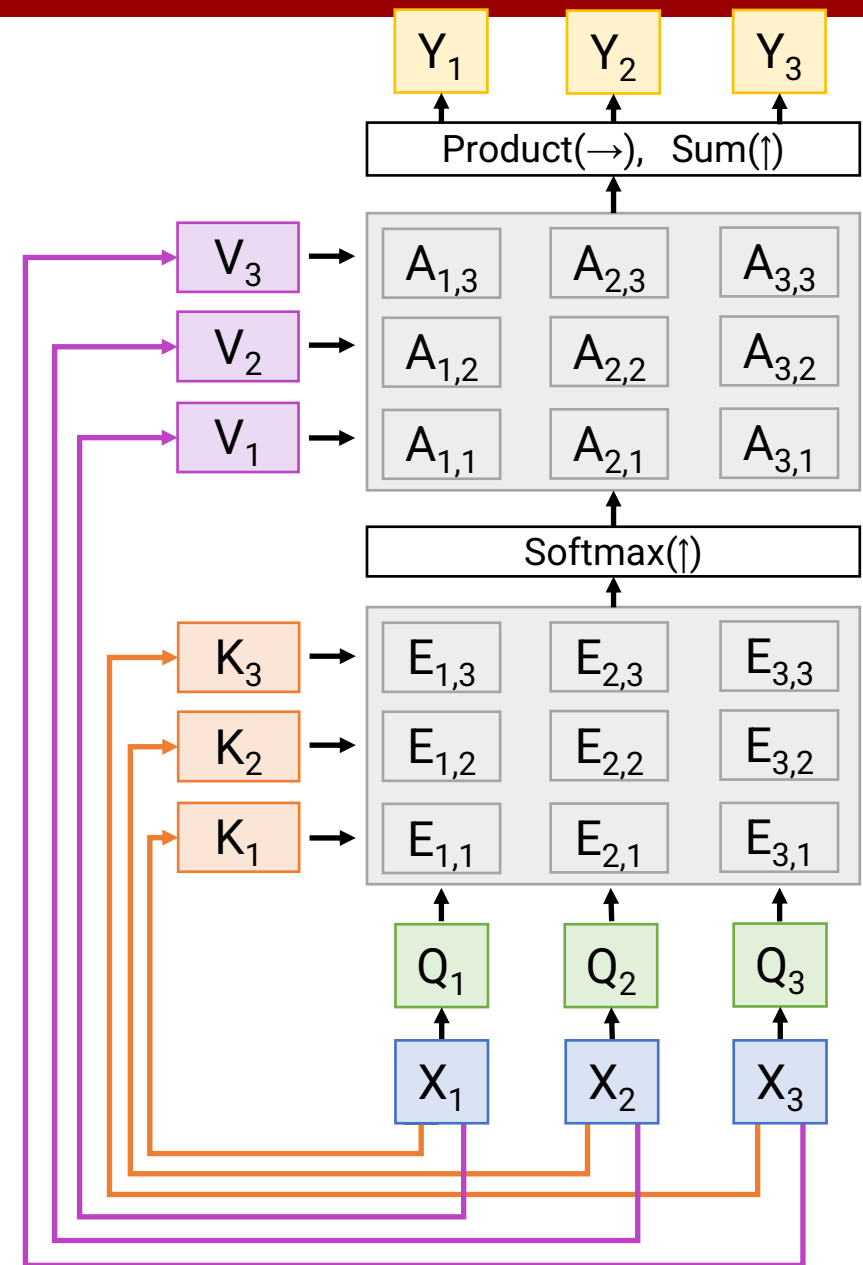 Y1 Y2 Y3
Product(→), Sum(↑)
V3 A1,3 A2,3 A3,3
V2 A1,2 A2,2 A3,2
V1 A1,1 A2,1 A3,1
Softmax(↑)
K3 E1,3 E2,3 E3,3
K2 E1,2 E2,2 E3,2
K1 E1,1 E2,1 E3,1
Q1 Q2 Q3
X1 X2 X3